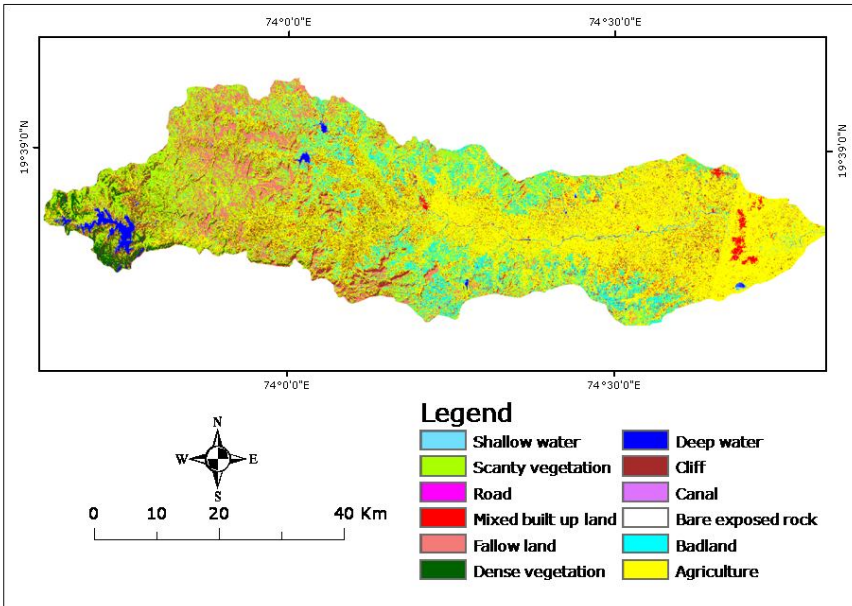 74°0'0"E
74°30'0"E
19°39'0"N
19°39'0"N
74°0'0"E
74°30'0"E
N
W
E
S
0
10
20
40 Km
Legend
Shallow water
Scanty vegetation
Road
Mixed built up land
Fallow land
Dense vegetation
Deep water
Cliff
Canal
Bare exposed rock
Badland
Agriculture